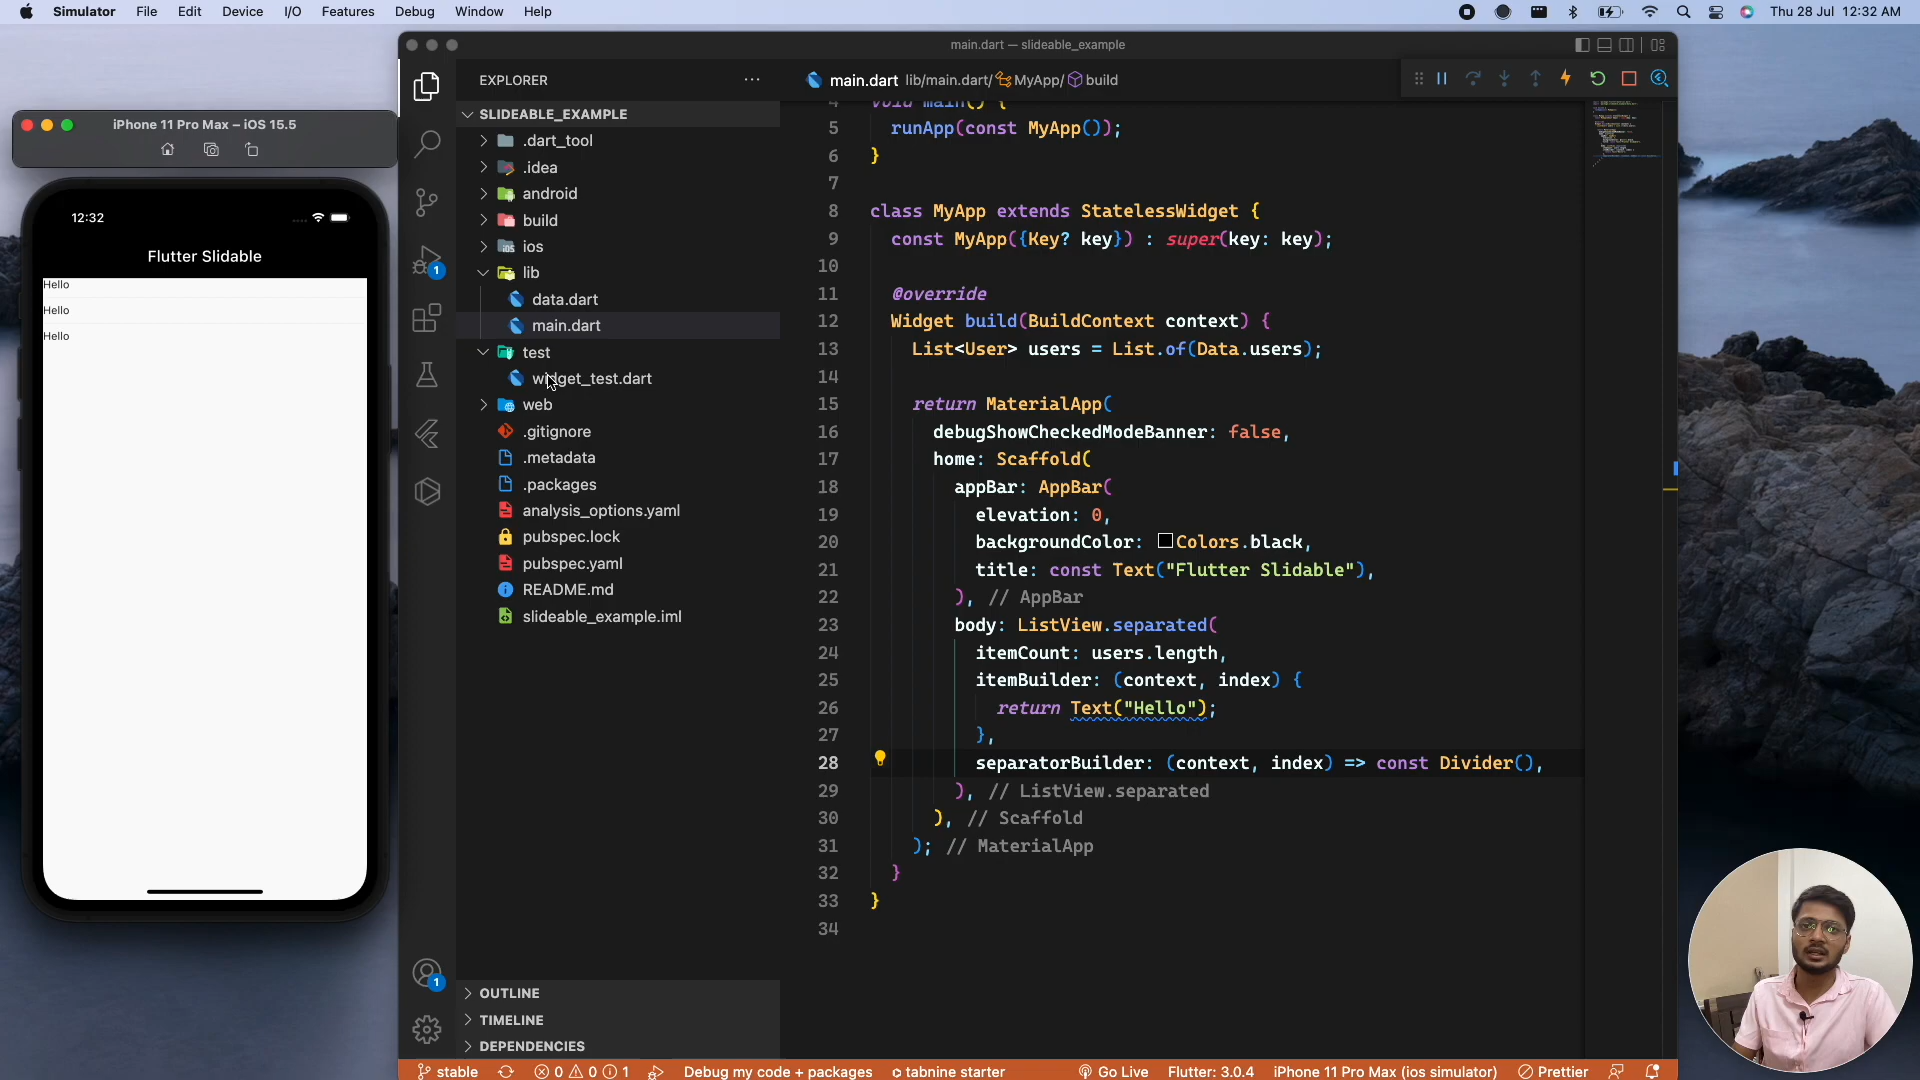 Simulator File Edit Device I/O Features Debug Window Help
Thu 28 Jul 12:32 AM
main.dart — slideable_example
iPhone 11 Pro Max – iOS 15.5
12:32
Flutter Slidable
Hello
Hello
Hello
EXPLORER
SLIDEABLE_EXAMPLE
.dart_tool
.idea
android
build
ios
lib
data.dart
main.dart
test
widget_test.dart
web
.gitignore
.metadata
.packages
analysis_options.yaml
pubspec.lock
pubspec.yaml
README.md
slideable_example.iml
OUTLINE
TIMELINE
DEPENDENCIES
1
1
main.dart lib/main.dart/ MyApp/ build
4 void main() {
5 runApp(const MyApp());
6 }
7
8 class MyApp extends StatelessWidget {
9 const MyApp({Key? key}) : super(key: key);
10
11 @override
12 Widget build(BuildContext context) {
13 List<User> users = List.of(Data.users);
14
15 return MaterialApp(
16 debugShowCheckedModeBanner: false,
17 home: Scaffold(
18 appBar: AppBar(
19 elevation: 0,
20 backgroundColor: Colors.black,
21 title: const Text("Flutter Slidable"),
22 ), // AppBar
23 body: ListView.separated(
24 itemCount: users.length,
25 itemBuilder: (context, index) {
26 return Text("Hello");
27 },
28 separatorBuilder: (context, index) => const Divider(),
29 ), // ListView.separated
30 ), // Scaffold
31 ); // MaterialApp
32 }
33 }
34
stable 0 0 1 Debug my code + packages tabnine starter Go Live Flutter: 3.0.4 iPhone 11 Pro Max (ios simulator) Prettier